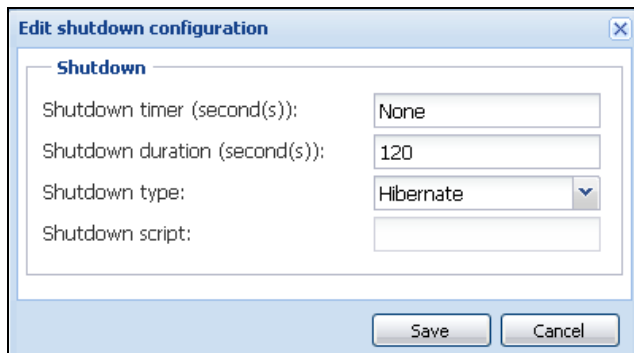 Edit shutdown configuration
Shutdown
Shutdown timer (second(s)): None
Shutdown duration (second(s)): 120
Shutdown type: Hibernate
Shutdown script:
Save Cancel